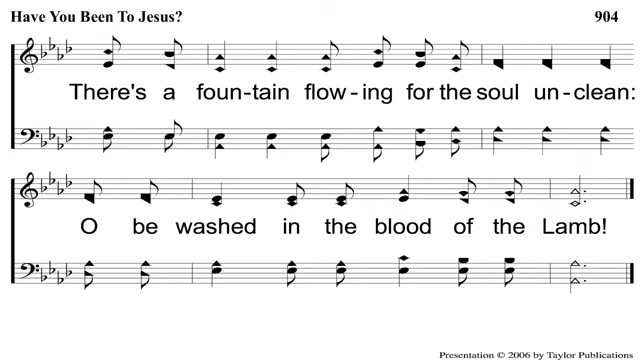 Have You Been To Jesus? 904
There's a foun-tain flow-ing for the soul un-clean:
O be washed in the blood of the Lamb!
Presentation © 2006 by Taylor Publications